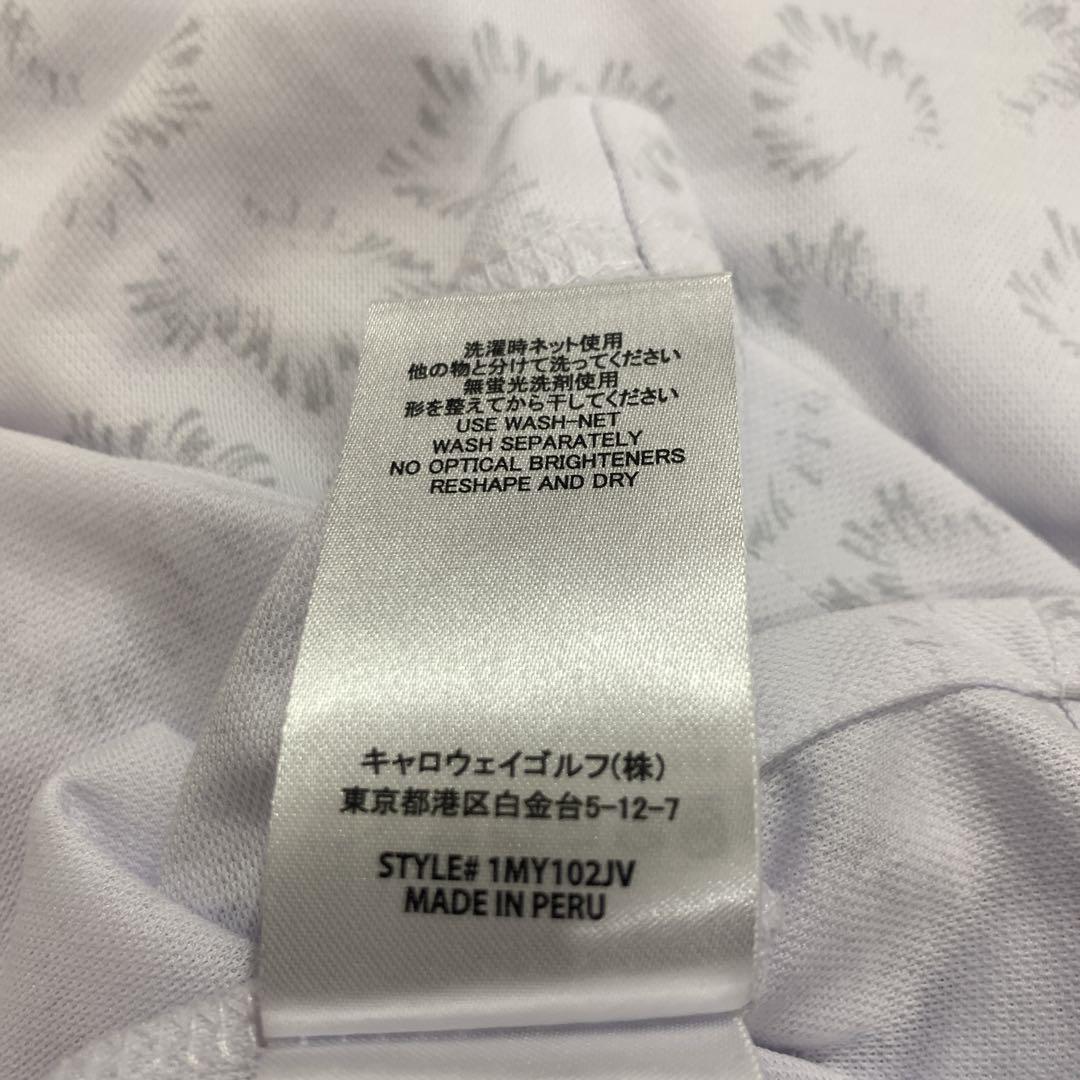 洗濯時ネット使用
他の物と分けて洗ってください
無蛍光洗剤使用
形を整えてから干してください
USE WASH-NET
WASH SEPARATELY
NO OPTICAL BRIGHTENERS
RESHAPE AND DRY
キャロウェイゴルフ(株)
東京都港区白金台5-12-7
STYLE# 1MY102JV
MADE IN PERU